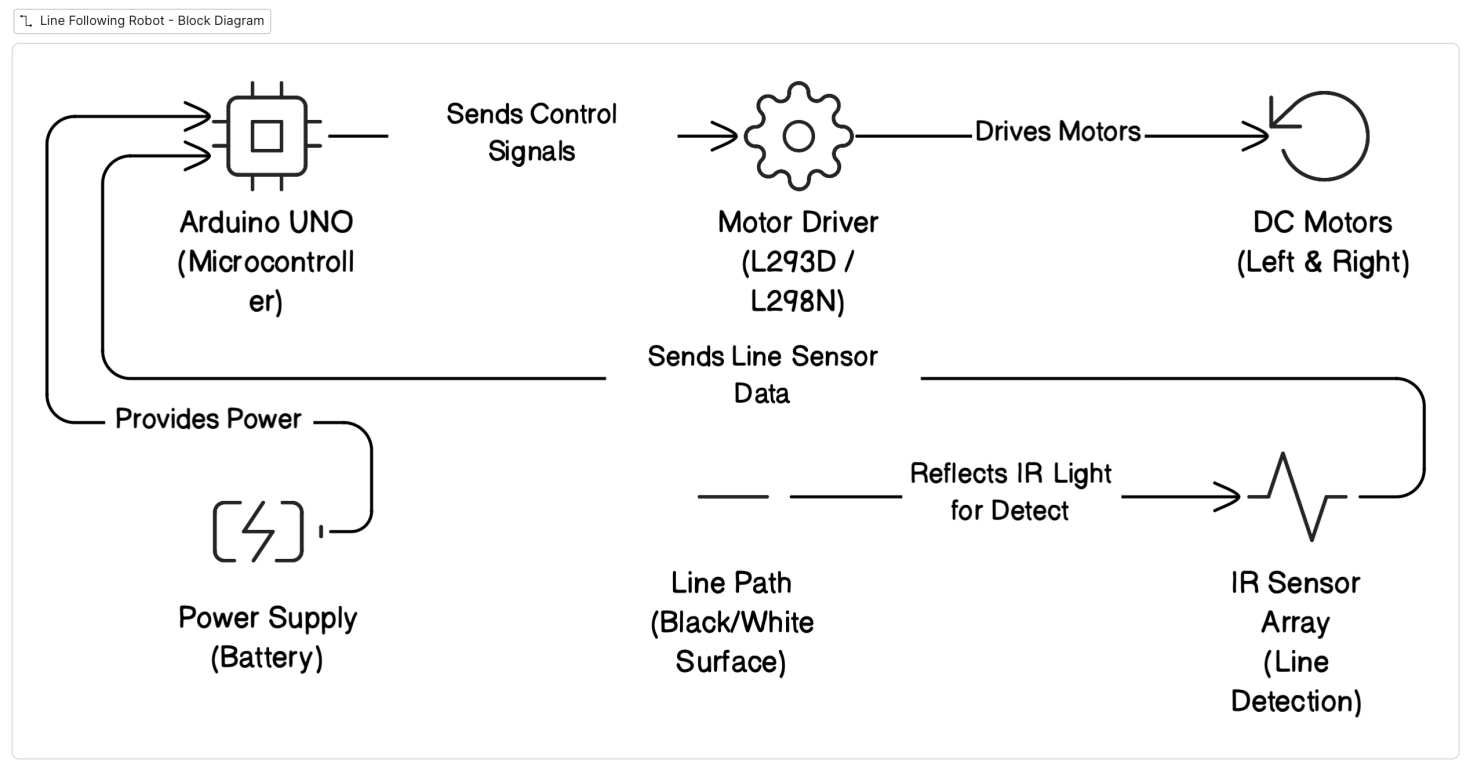 Line Following Robot - Block Diagram
Sends Control
Signals
Drives Motors
Arduino UNO
(Microcontroll
er)
Motor Driver
(L293D /
L298N)
DC Motors
(Left & Right)
Sends Line Sensor
Data
Provides Power
Reflects IR Light
for Detect
Power Supply
(Battery)
Line Path
(Black/White
Surface)
IR Sensor
Array
(Line
Detection)